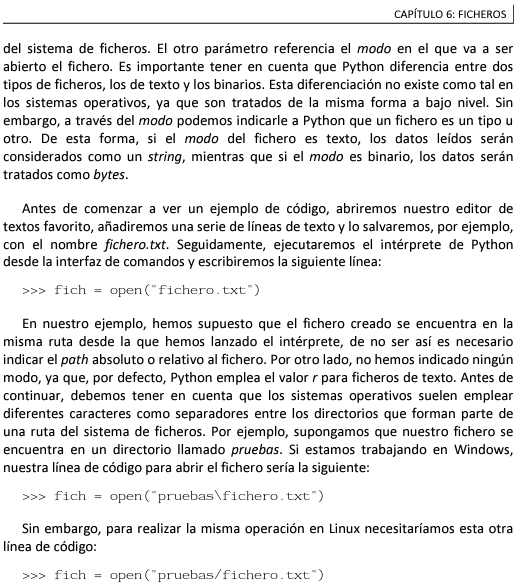 CAPÍTULO 6: FICHEROS
del sistema de ficheros. El otro parámetro referencia el modo en el que va a ser
abierto el fichero. Es importante tener en cuenta que Python diferencia entre dos
tipos de ficheros, los de texto y los binarios. Esta diferenciación no existe como tal en
los sistemas operativos, ya que son tratados de la misma forma a bajo nivel. Sin
embargo, a través del modo podemos indicarle a Python que un fichero es un tipo u
otro. De esta forma, si el modo del fichero es texto, los datos leídos serán
considerados como un string, mientras que si el modo es binario, los datos serán
tratados como bytes.
Antes de comenzar a ver un ejemplo de código, abriremos nuestro editor de
textos favorito, añadiremos una serie de líneas de texto y lo salvaremos, por ejemplo,
con el nombre fichero.txt. Seguidamente, ejecutaremos el intérprete de Python
desde la interfaz de comandos y escribiremos la siguiente línea:
>>> fich = open("fichero.txt")
En nuestro ejemplo, hemos supuesto que el fichero creado se encuentra en la
misma ruta desde la que hemos lanzado el intérprete, de no ser así es necesario
indicar el path absoluto o relativo al fichero. Por otro lado, no hemos indicado ningún
modo, ya que, por defecto, Python emplea el valor r para ficheros de texto. Antes de
continuar, debemos tener en cuenta que los sistemas operativos suelen emplear
diferentes caracteres como separadores entre los directorios que forman parte de
una ruta del sistema de ficheros. Por ejemplo, supongamos que nuestro fichero se
encuentra en un directorio llamado pruebas. Si estamos trabajando en Windows,
nuestra línea de código para abrir el fichero sería la siguiente:
>>> fich = open("pruebas\fichero.txt")
Sin embargo, para realizar la misma operación en Linux necesitaríamos esta otra
línea de código:
>>> fich = open("pruebas/fichero.txt")